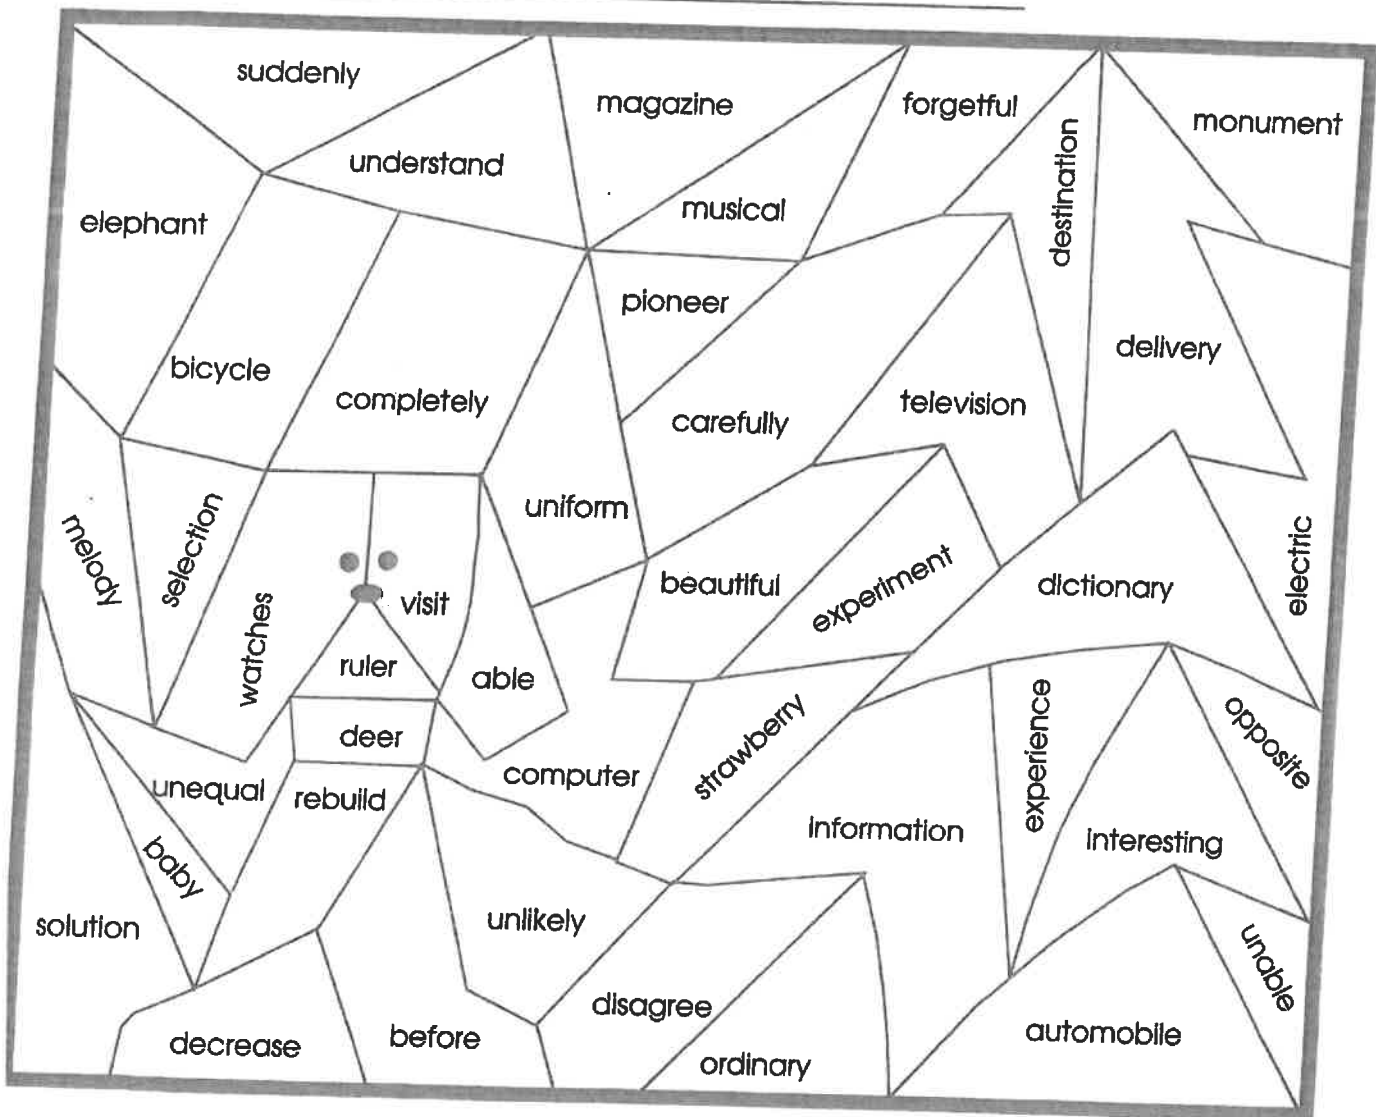 suddenly
magazine
forgetful
monument
understand
destination
musical
elephant
pioneer
delivery
bicycle
completely
television
carefully
uniform
selection
melody
electric
experiment
beautiful
dictionary
visit
watches
ruler
able
opposite
deer
strawberry
experience
computer
unequal
rebuild
information
interesting
baby
solution
unlikely
unable
disagree
before
automobile
decrease
ordinary